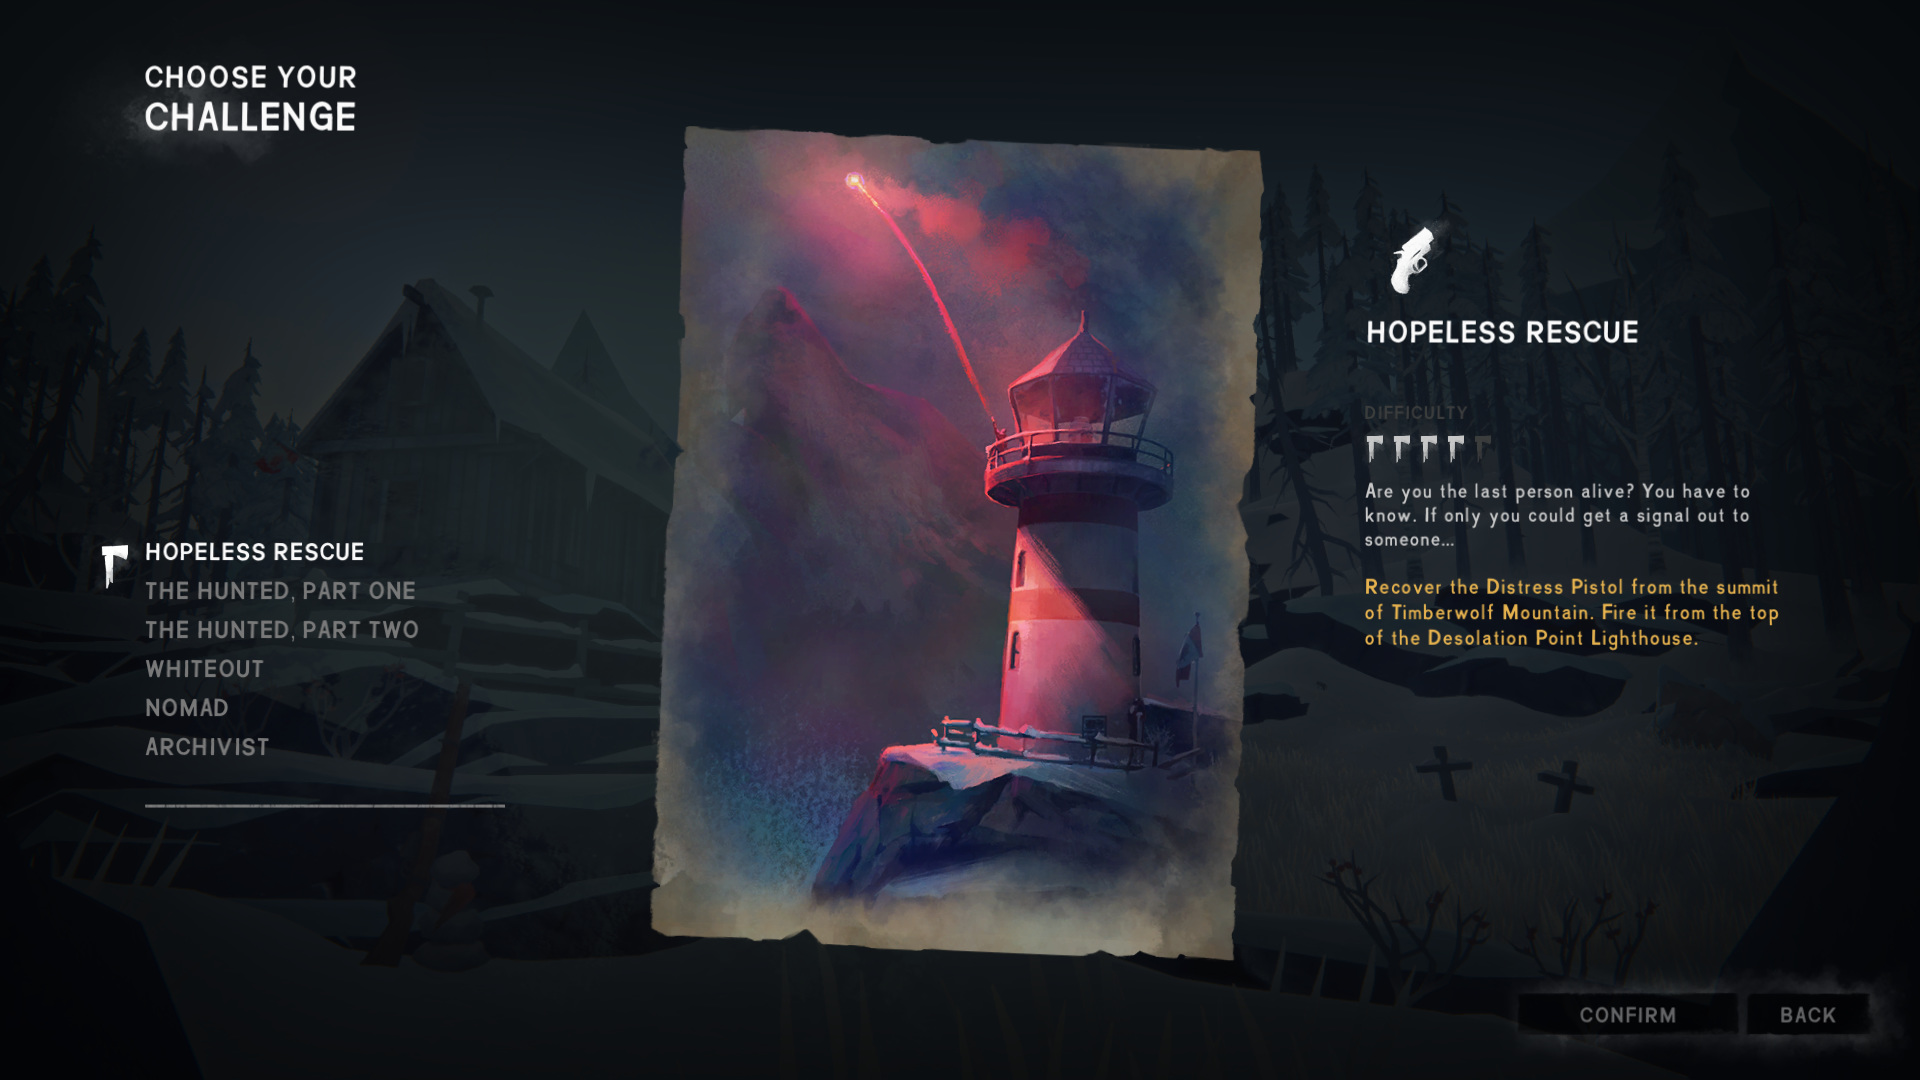 CHOOSE YOUR
CHALLENGE
HOPELESS RESCUE
THE HUNTED, PART ONE
THE HUNTED, PART TWO
WHITEOUT
NOMAD
ARCHIVIST
HOPELESS RESCUE
DIFFICULTY
Are you the last person alive? You have to
know. If only you could get a signal out to
someone...
Recover the Distress Pistol from the summit
of Timberwolf Mountain. Fire it from the top
of the Desolation Point Lighthouse.
CONFIRM
BACK